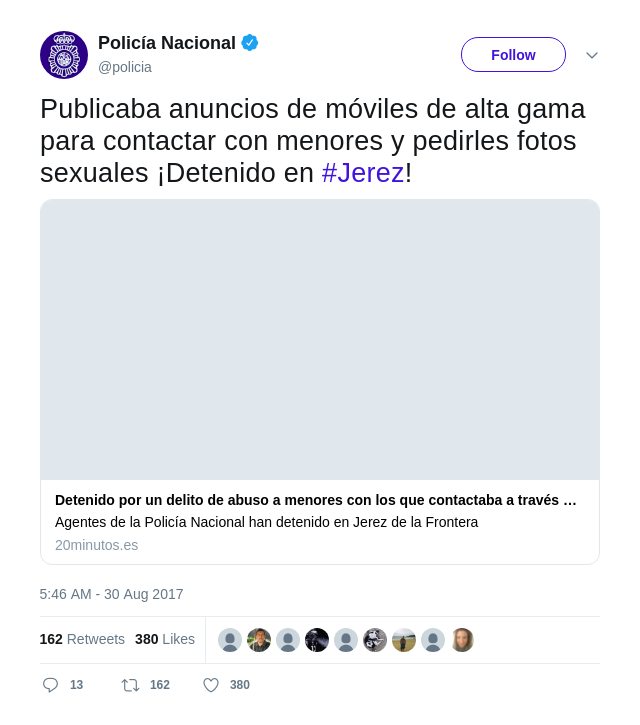 Policía Nacional
@policia
Follow
Publicaba anuncios de móviles de alta gama
para contactar con menores y pedirles fotos
sexuales ¡Detenido en #Jerez!
Detenido por un delito de abuso a menores con los que contactaba a través …
Agentes de la Policía Nacional han detenido en Jerez de la Frontera
20minutos.es
5:46 AM - 30 Aug 2017
162 Retweets 380 Likes
13 162 380